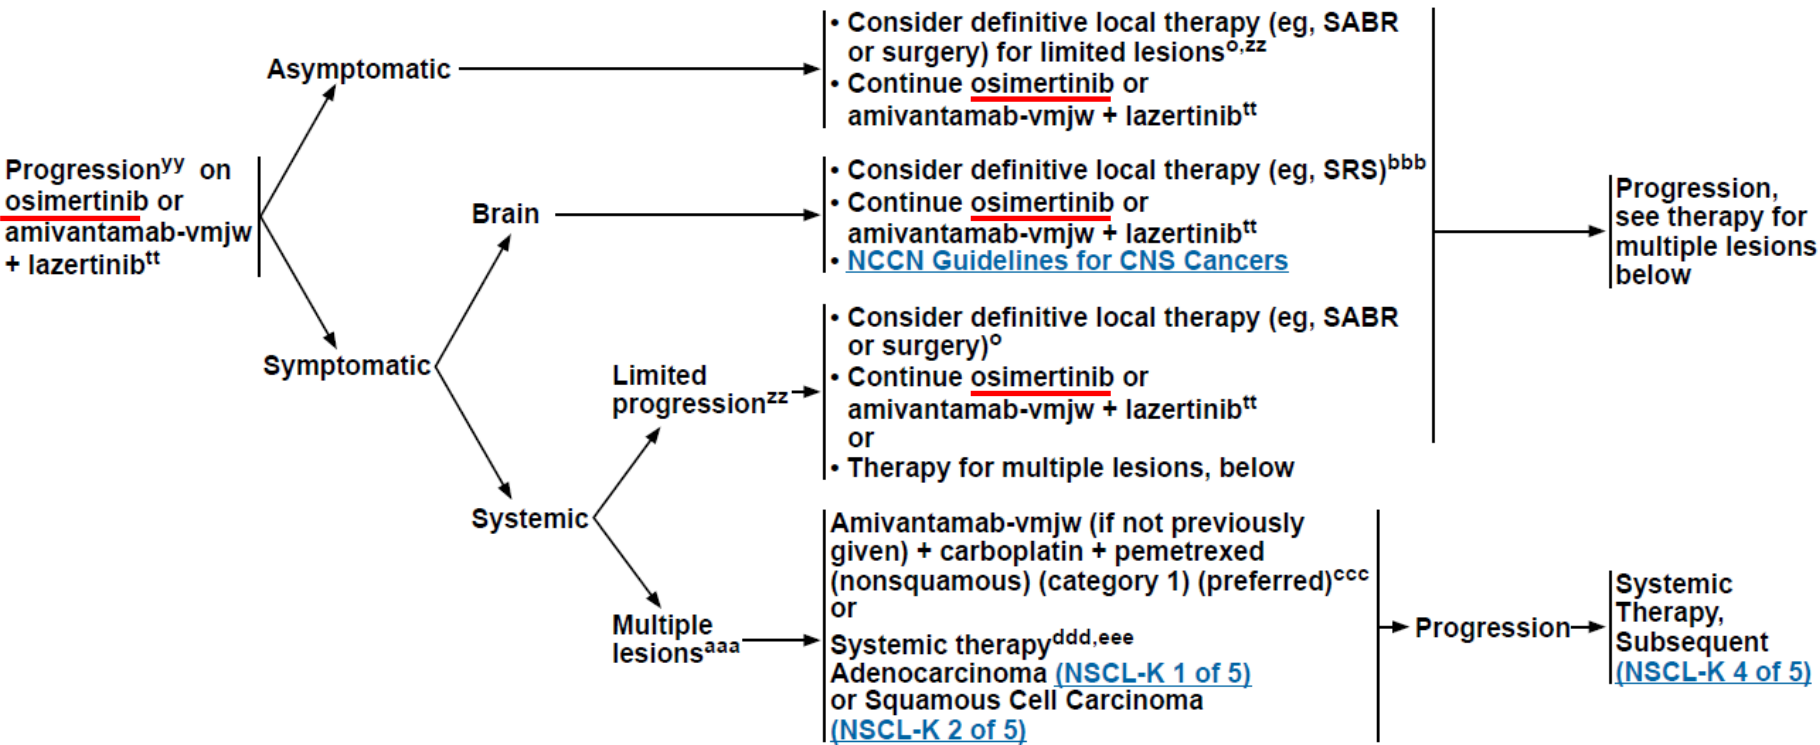 Progressionyy on
osimertinib or
amivantamab-vmjw
+ lazertinibtt
Asymptomatic
• Consider definitive local therapy (eg, SABR
or surgery) for limited lesionso,zz
• Continue osimertinib or
amivantamab-vmjw + lazertinibtt
Symptomatic
Brain
• Consider definitive local therapy (eg, SRS)bbb
• Continue osimertinib or
amivantamab-vmjw + lazertinibtt
• NCCN Guidelines for CNS Cancers
Systemic
Limited
progressionzz
• Consider definitive local therapy (eg, SABR
or surgery)o
• Continue osimertinib or
amivantamab-vmjw + lazertinibtt
or
• Therapy for multiple lesions, below
Progression,
see therapy for
multiple lesions
below
Multiple
lesionsaaa
Amivantamab-vmjw (if not previously
given) + carboplatin + pemetrexed
(nonsquamous) (category 1) (preferred)ccc
or
Systemic therapyddd,eee
Adenocarcinoma (NSCL-K 1 of 5)
or Squamous Cell Carcinoma
(NSCL-K 2 of 5)
Progression
Systemic
Therapy,
Subsequent
(NSCL-K 4 of 5)